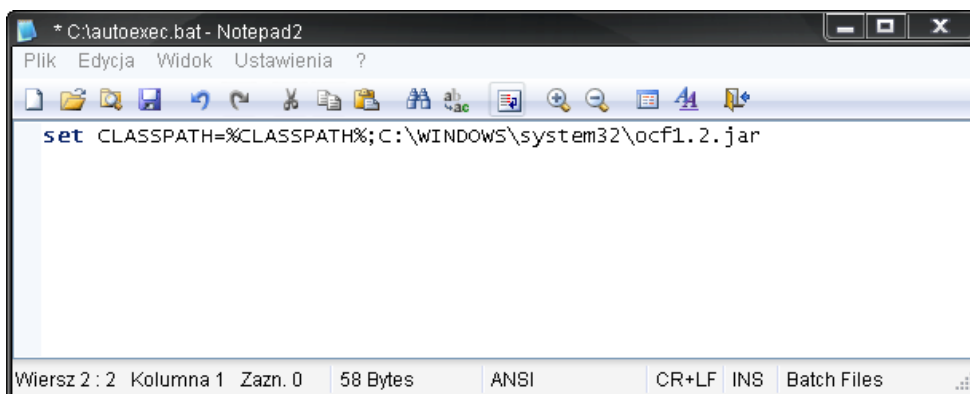 * C:\autoexec.bat - Notepad2
Plik Edycja Widok Ustawienia ?
set CLASSPATH=%CLASSPATH%;C:\WINDOWS\system32\ocf1.2.jar
Wiersz 2 : 2 Kolumna 1 Zazn. 0 58 Bytes ANSI CR+LF INS Batch Files